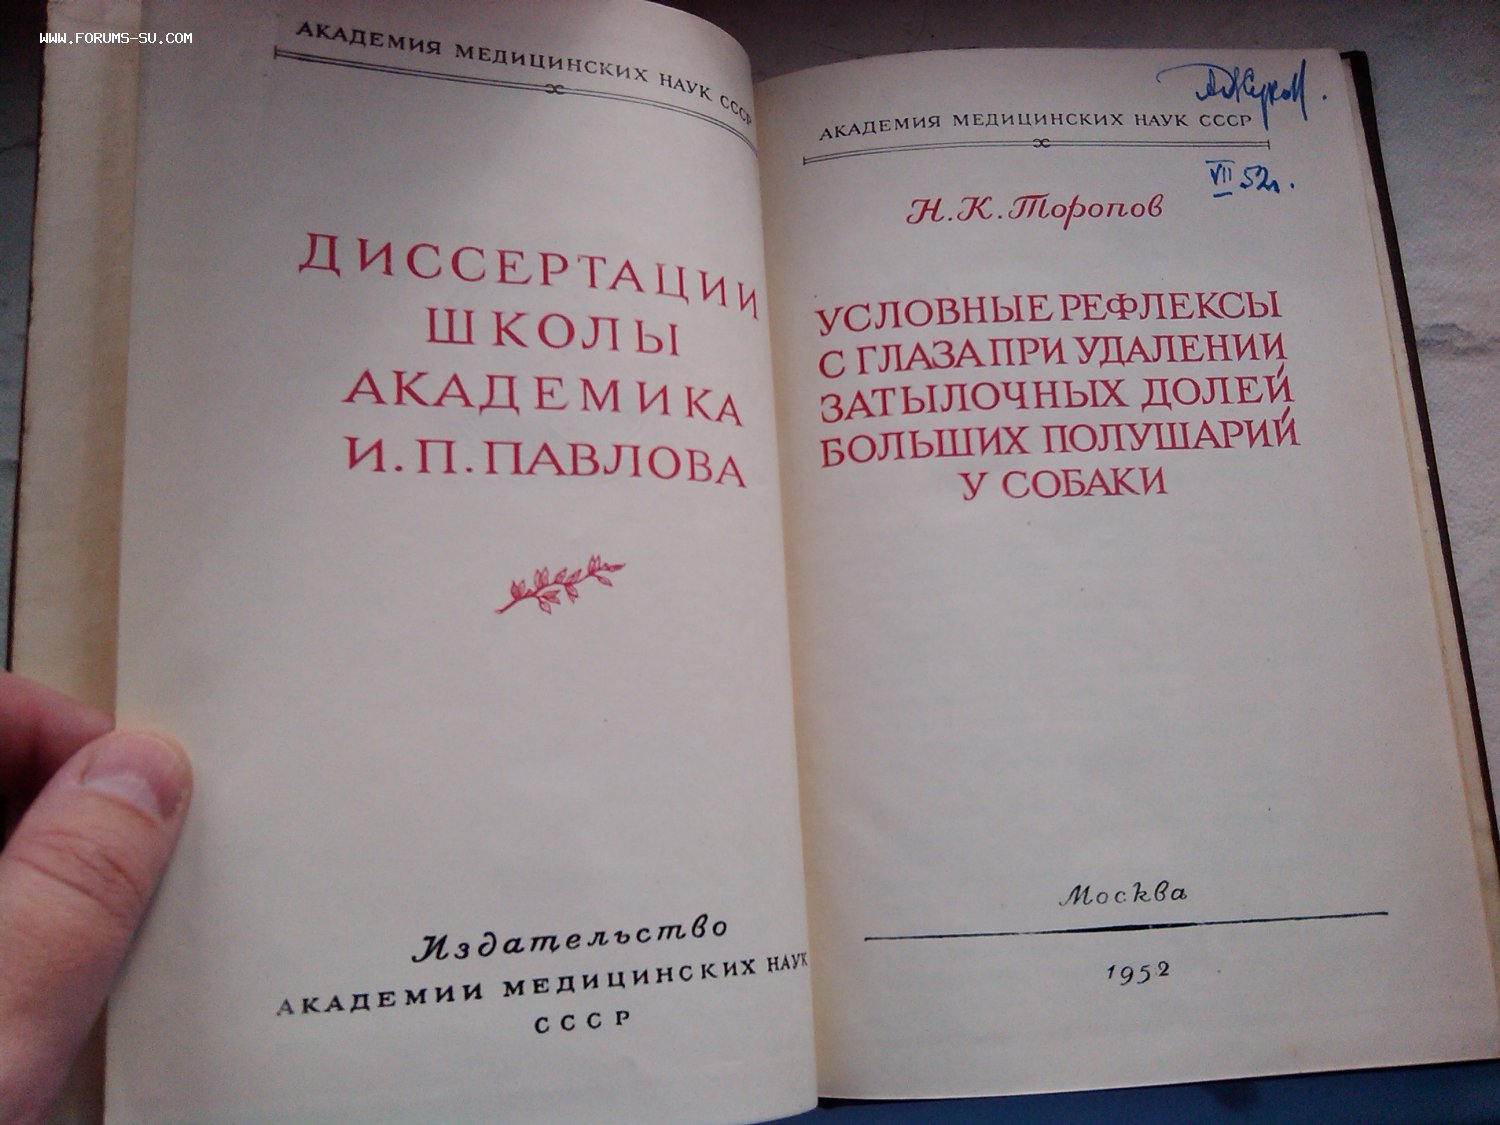 www.forums-su.com
АКАДЕМИЯ МЕДИЦИНСКИХ НАУК СССР
ДИССЕРТАЦИИ
ШКОЛЫ
АКАДЕМИКА
И. П. ПАВЛОВА
Издательство
АКАДЕМИИ МЕДИЦИНСКИХ НАУК
СССР
АКАДЕМИЯ МЕДИЦИНСКИХ НАУК СССР
VII 52г.
Н. К. Торопов
УСЛОВНЫЕ РЕФЛЕКСЫ
С ГЛАЗА ПРИ УДАЛЕНИИ
ЗАТЫЛОЧНЫХ ДОЛЕЙ
БОЛЬШИХ ПОЛУШАРИЙ
У СОБАКИ
Москва
1952